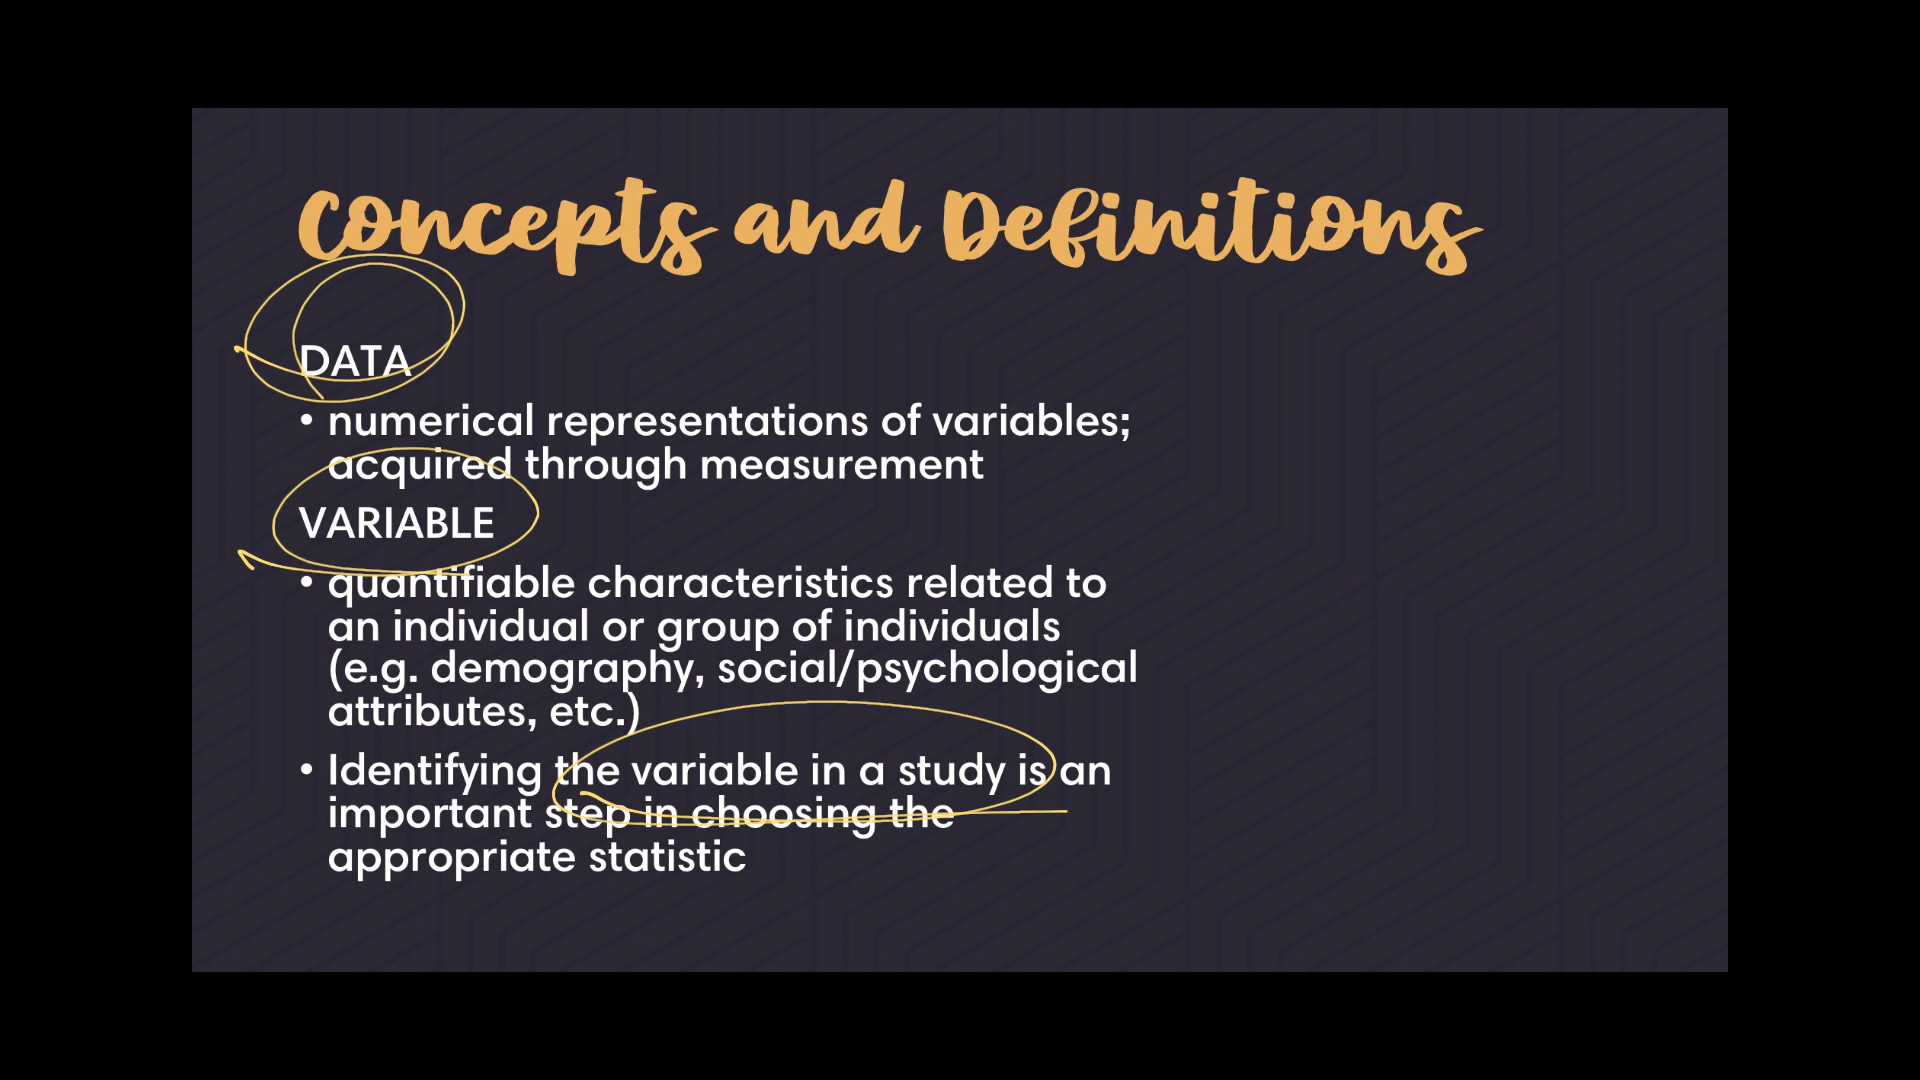 Concepts and Definitions
DATA
• numerical representations of variables;
acquired through measurement
VARIABLE
• quantifiable characteristics related to
an individual or group of individuals
(e.g. demography, social/psychological
attributes, etc.)
• Identifying the variable in a study is an
important step in choosing the
appropriate statistic